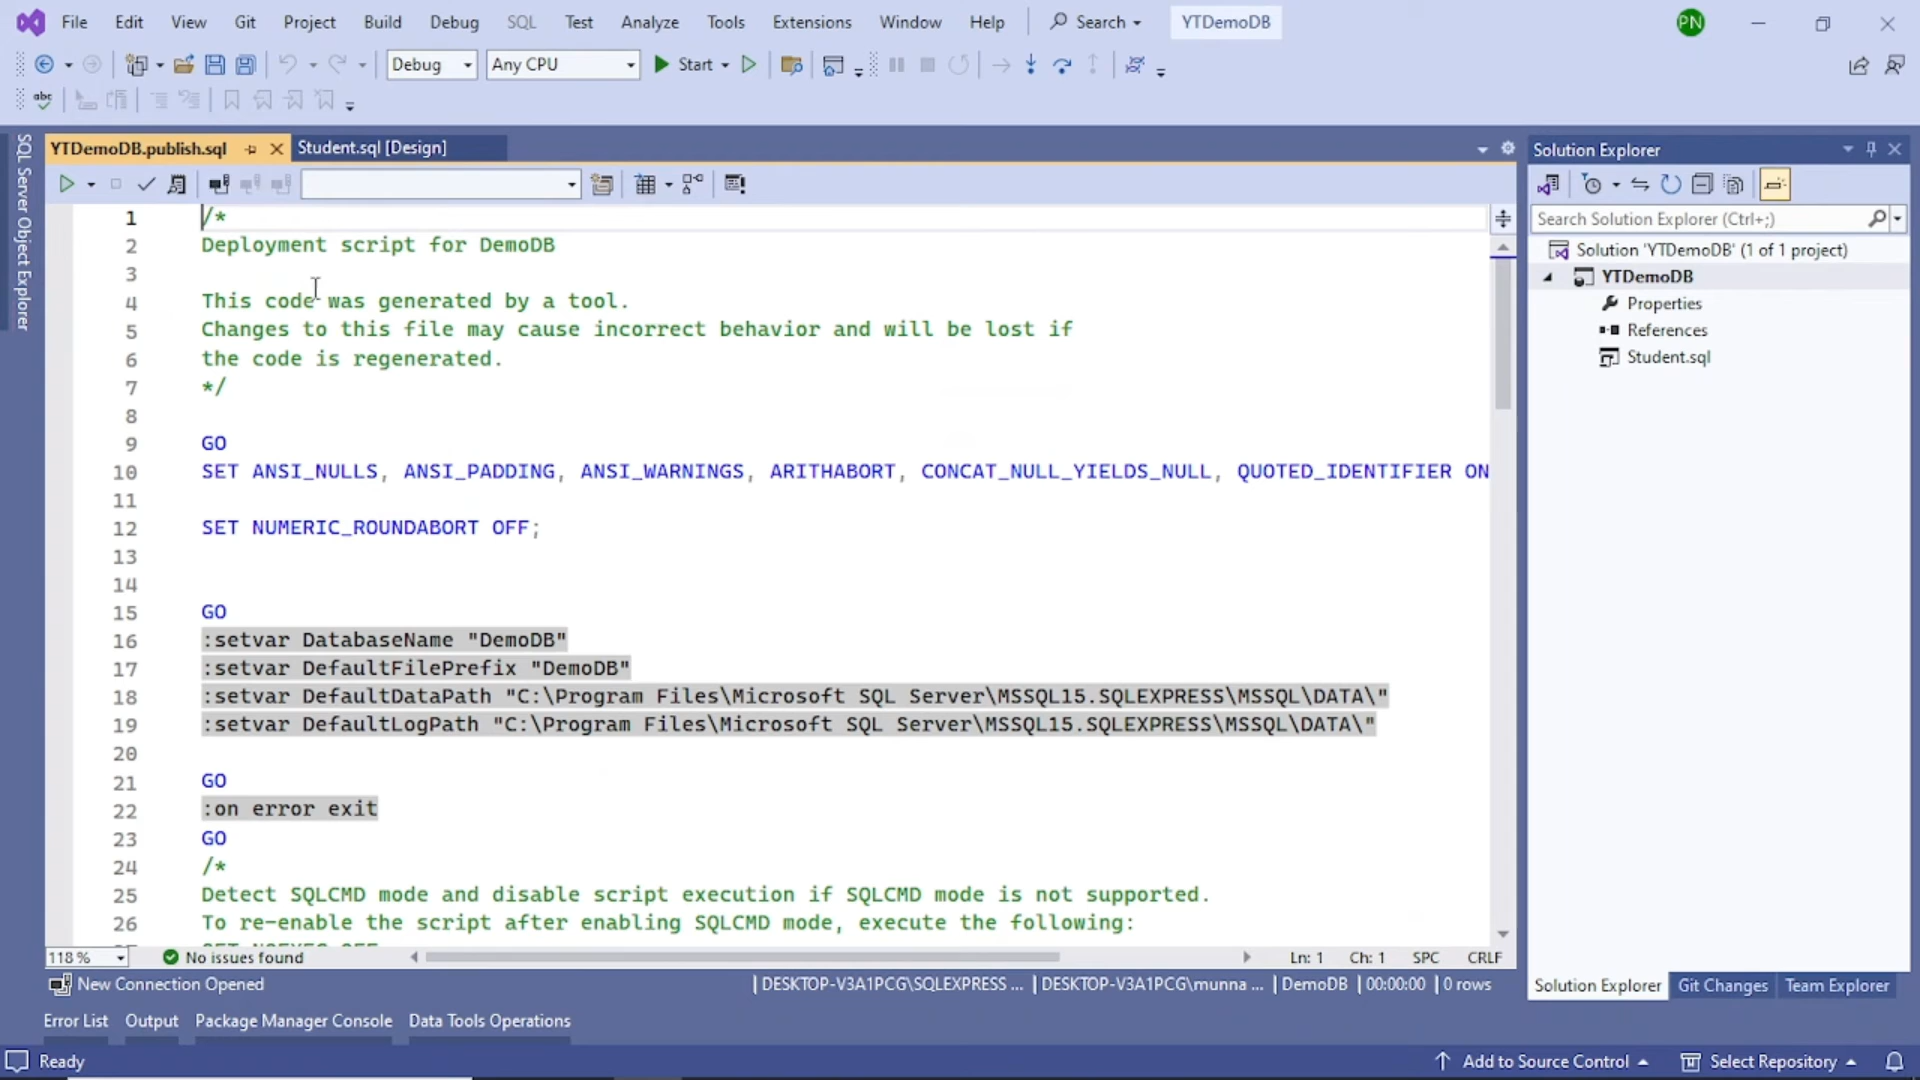 File Edit View Git Project Build Debug SQL Test Analyze Tools Extensions Window Help Search YTDemoDB PN
Debug Any CPU Start
abc
SQL Server Object Explorer
YTDemoDB.publish.sql Student.sql [Design]
1 /*
2 Deployment script for DemoDB
3
4 This code was generated by a tool.
5 Changes to this file may cause incorrect behavior and will be lost if
6 the code is regenerated.
7 */
8
9 GO
10 SET ANSI_NULLS, ANSI_PADDING, ANSI_WARNINGS, ARITHABORT, CONCAT_NULL_YIELDS_NULL, QUOTED_IDENTIFIER ON
11
12 SET NUMERIC_ROUNDABORT OFF;
13
14
15 GO
16 :setvar DatabaseName "DemoDB"
17 :setvar DefaultFilePrefix "DemoDB"
18 :setvar DefaultDataPath "C:\Program Files\Microsoft SQL Server\MSSQL15.SQLEXPRESS\MSSQL\DATA\"
19 :setvar DefaultLogPath "C:\Program Files\Microsoft SQL Server\MSSQL15.SQLEXPRESS\MSSQL\DATA\"
20
21 GO
22 :on error exit
23 GO
24 /*
25 Detect SQLCMD mode and disable script execution if SQLCMD mode is not supported.
26 To re-enable the script after enabling SQLCMD mode, execute the following:
118 % No issues found Ln: 1 Ch: 1 SPC CRLF
New Connection Opened | DESKTOP-V3A1PCG\SQLEXPRESS ... | DESKTOP-V3A1PCG\munna ... | DemoDB | 00:00:00 | 0 rows
Solution Explorer
Search Solution Explorer (Ctrl+;)
Solution 'YTDemoDB' (1 of 1 project)
YTDemoDB
Properties
References
Student.sql
Solution Explorer Git Changes Team Explorer
Error List Output Package Manager Console Data Tools Operations
Ready Add to Source Control Select Repository